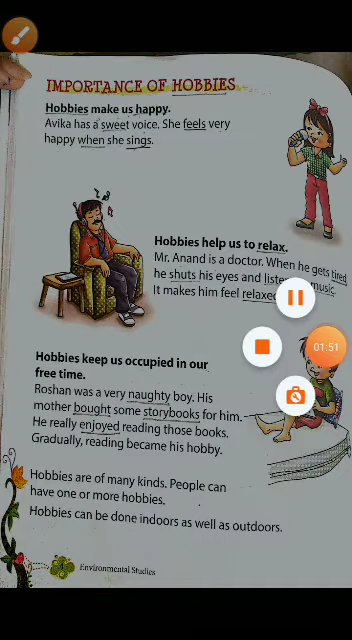 IMPORTANCE OF HOBBIES
Hobbies make us happy.
Avika has a sweet voice. She feels very
happy when she sings.
Hobbies help us to relax.
Mr. Anand is a doctor. When he gets tired
he shuts his eyes and music.
It makes him feel
01:51
Hobbies keep us occupied in our
free time.
Roshan was a very naughty boy. His
mother bought some storybooks for him.
He really enjoyed reading those books.
Gradually, reading became his hobby.
Hobbies are of many kinds. People can
have one or more hobbies.
Hobbies can be done indoors as well as outdoors.
4 Environmental Studies